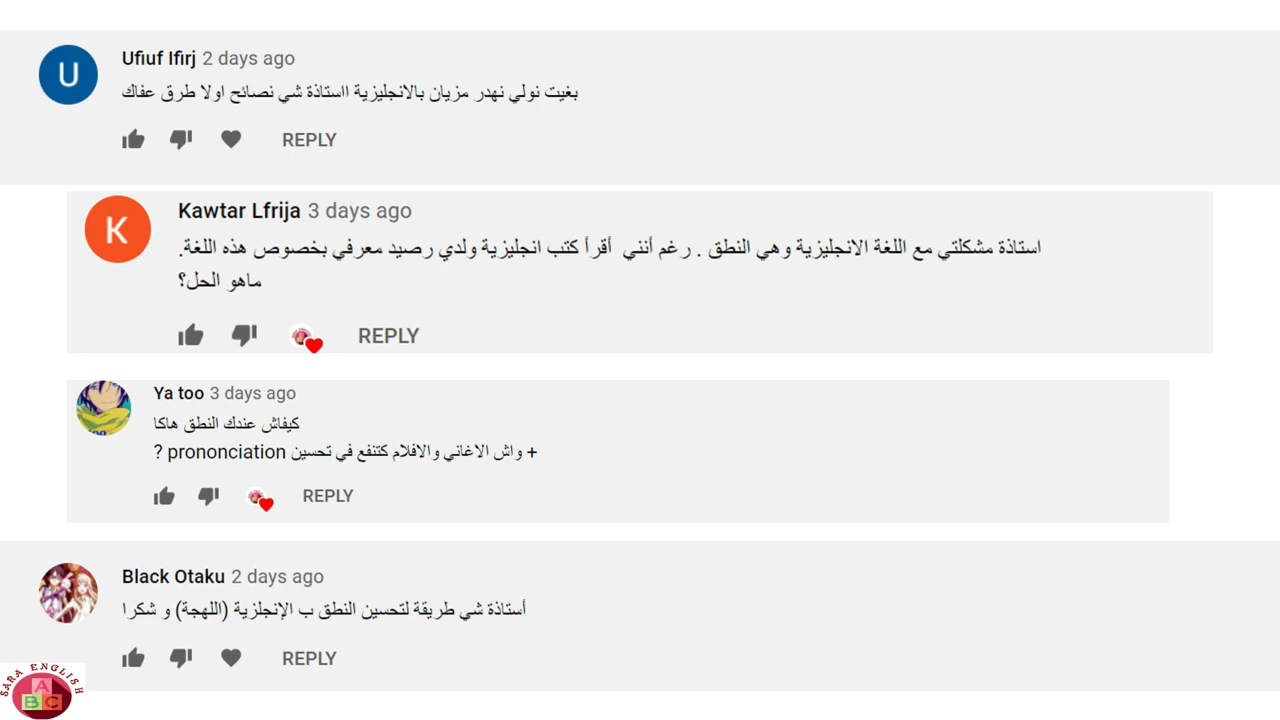 U
Ufiuf Ifirj 2 days ago
بغيت نولي نهدر مزيان بالانجليزية ااستاذة شي نصائح اولا طرق عفاك
REPLY
K
Kawtar Lfrija 3 days ago
استاذة مشكلتي مع اللغة الانجليزية وهي النطق . رغم أنني أقرأ كتب انجليزية ولدي رصيد معرفي بخصوص هذه اللغة.
ماهو الحل؟
REPLY
Ya too 3 days ago
كيفاش عندك النطق هاكا
+ واش الاغاني والافلام كتنفع في تحسين prononciation ?
REPLY
Black Otaku 2 days ago
أستاذة شي طريقة لتحسين النطق ب الإنجلزية (اللهجة) و شكرا
REPLY
SARA ENGLISH
A
B C